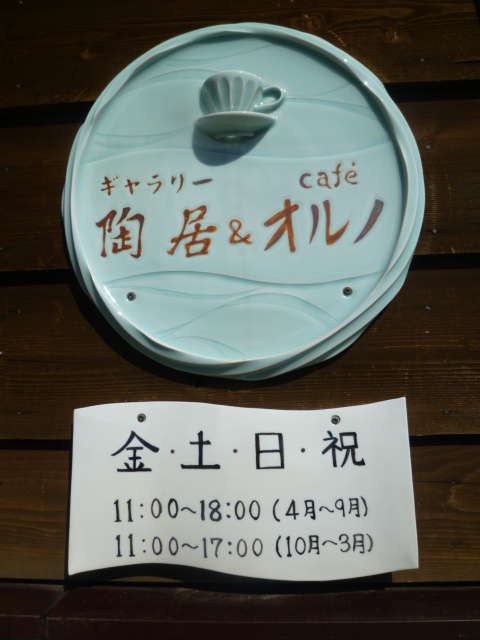 ギャラリー café
陶居&オルノ
金・土・日・祝
11:00～18:00(4月～9月)
11:00～17:00(10月～3月)